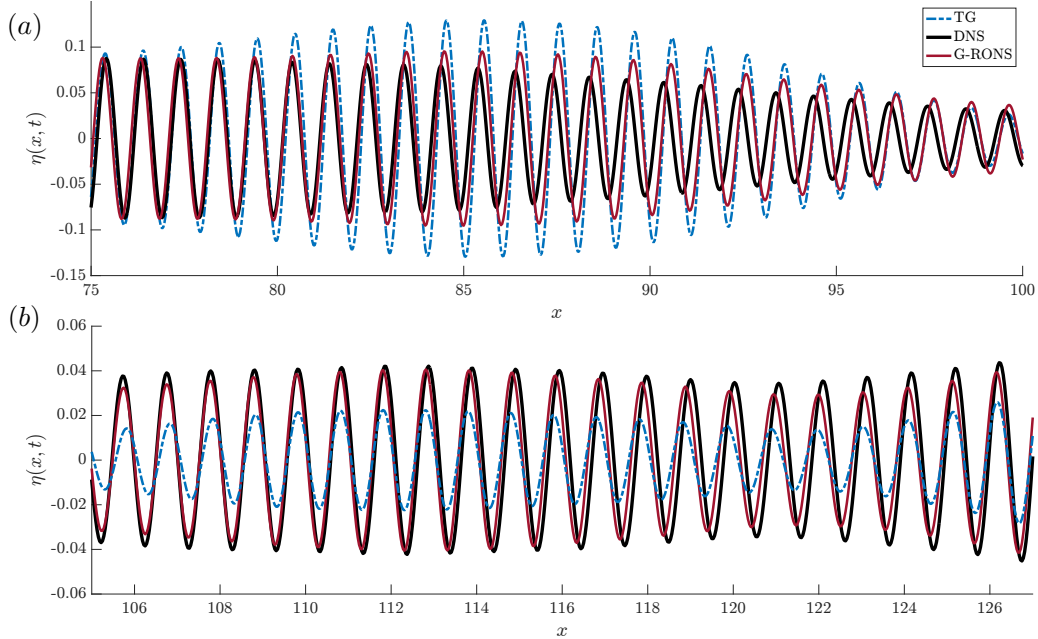 (a)
TG
DNS
G-RONS
0.1
0.05
0
-0.05
-0.1
-0.15
η(x, t)
75 80 85 90 95 100
x
(b)
0.06
0.04
0.02
0
-0.02
-0.04
-0.06
η(x, t)
106 108 110 112 114 116 118 120 122 124 126
x